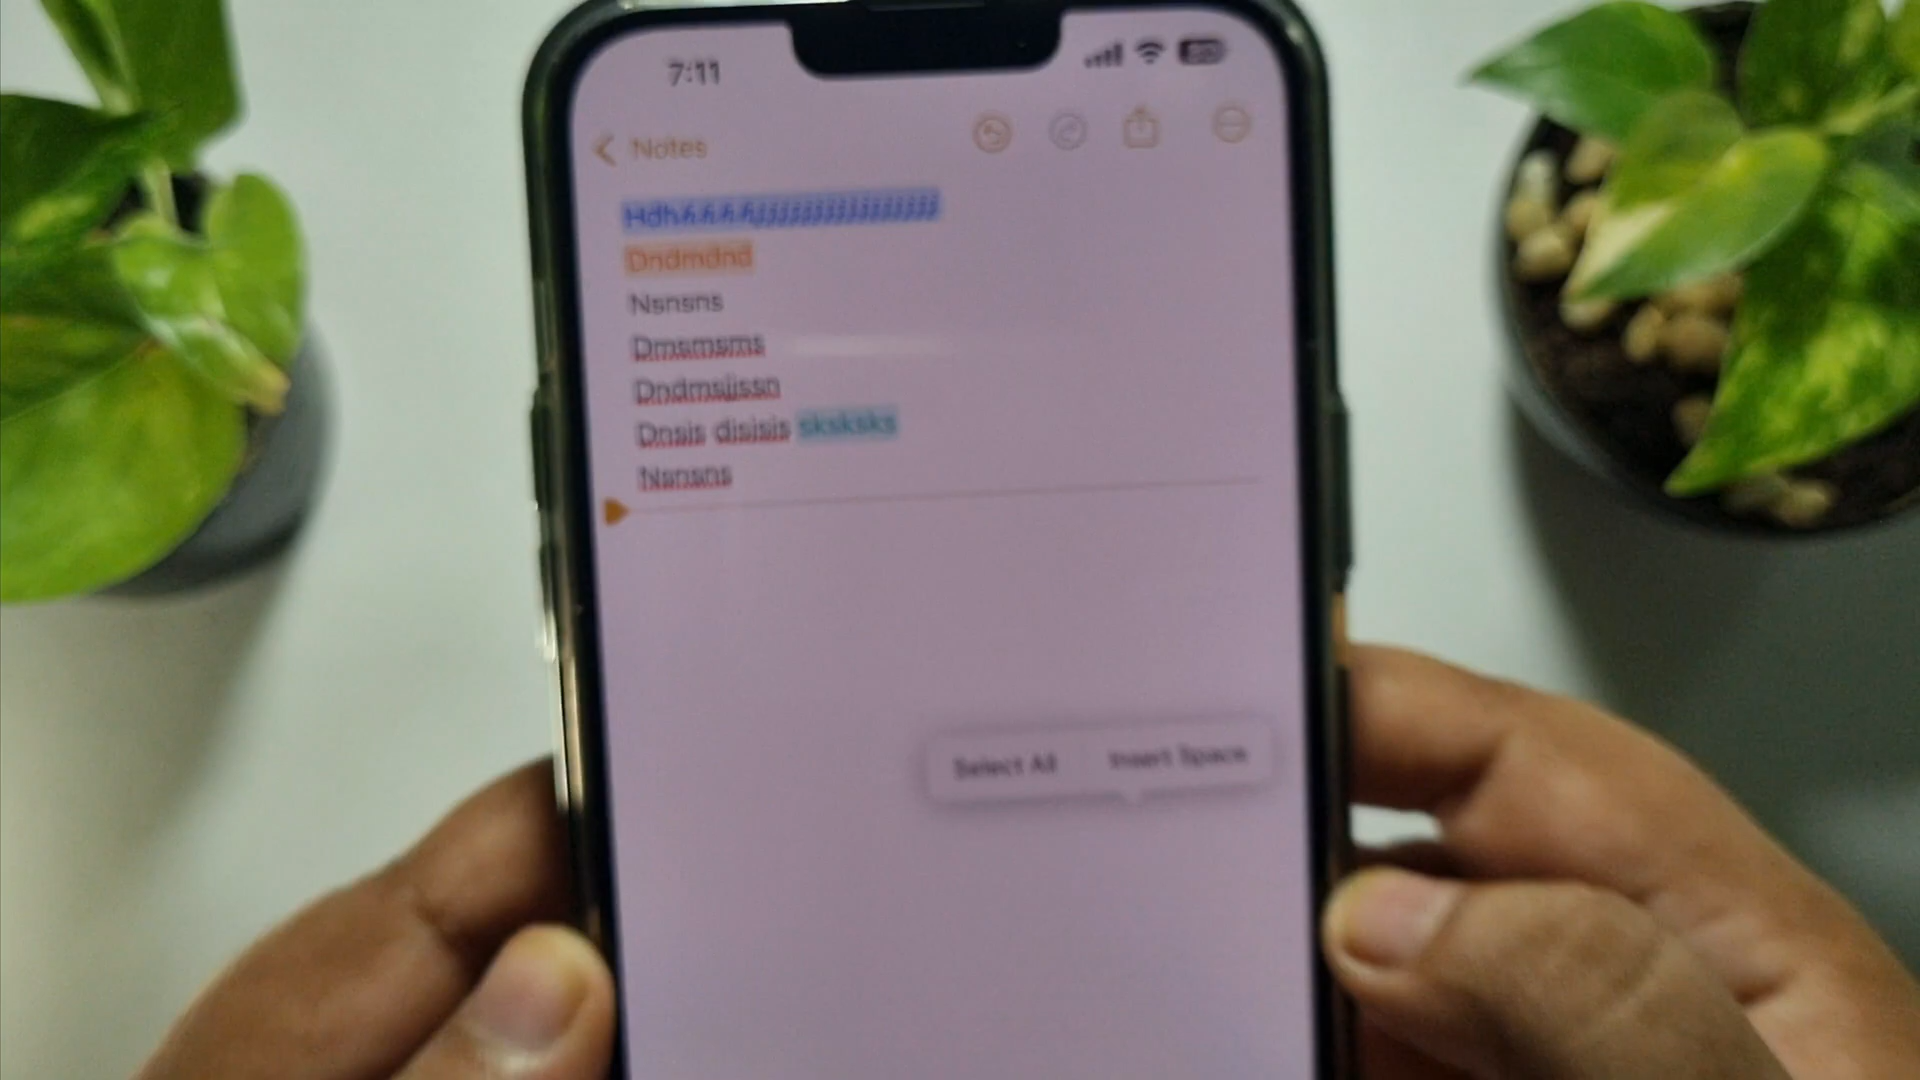 7:11
Notes
Dndmdnd
Nsnsns
Dmsmsms
Dndmsjissn
Dnsis disisis sksksks
Nsnsns
Select All Insert Space